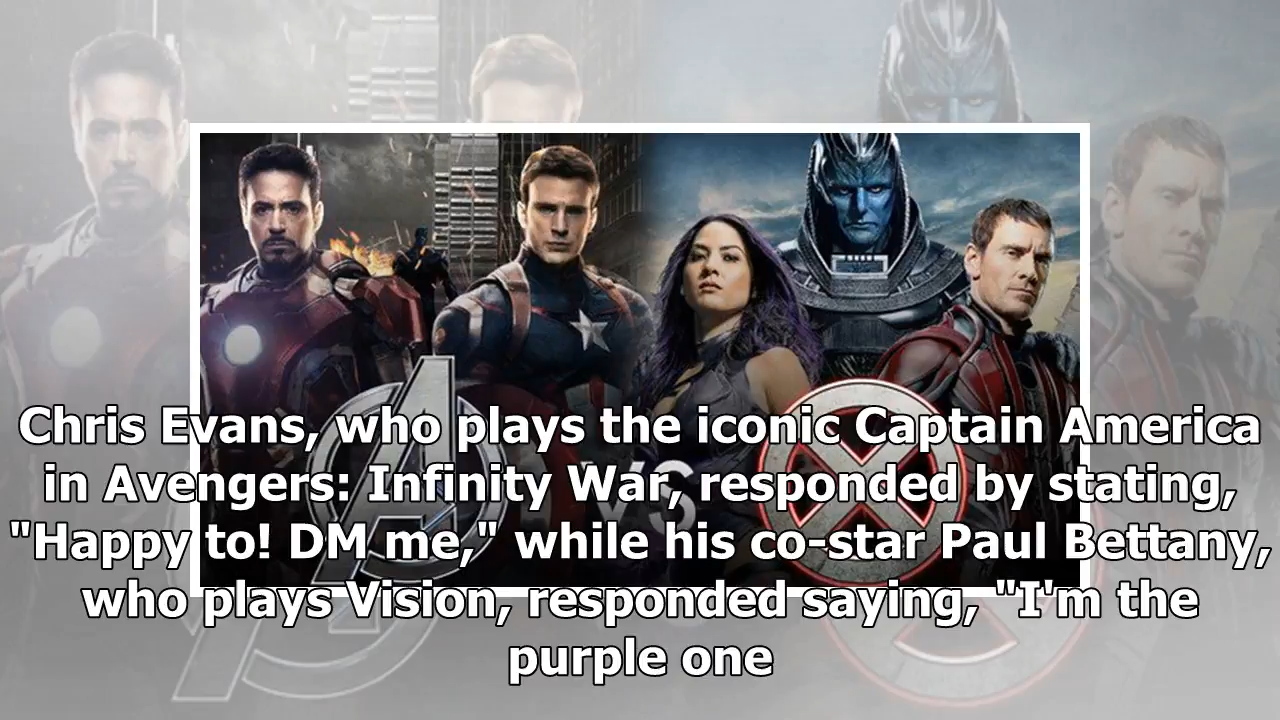 VS
Chris Evans, who plays the iconic Captain America
in Avengers: Infinity War, responded by stating,
"Happy to! DM me," while his co-star Paul Bettany,
who plays Vision, responded saying, "I'm the
purple one